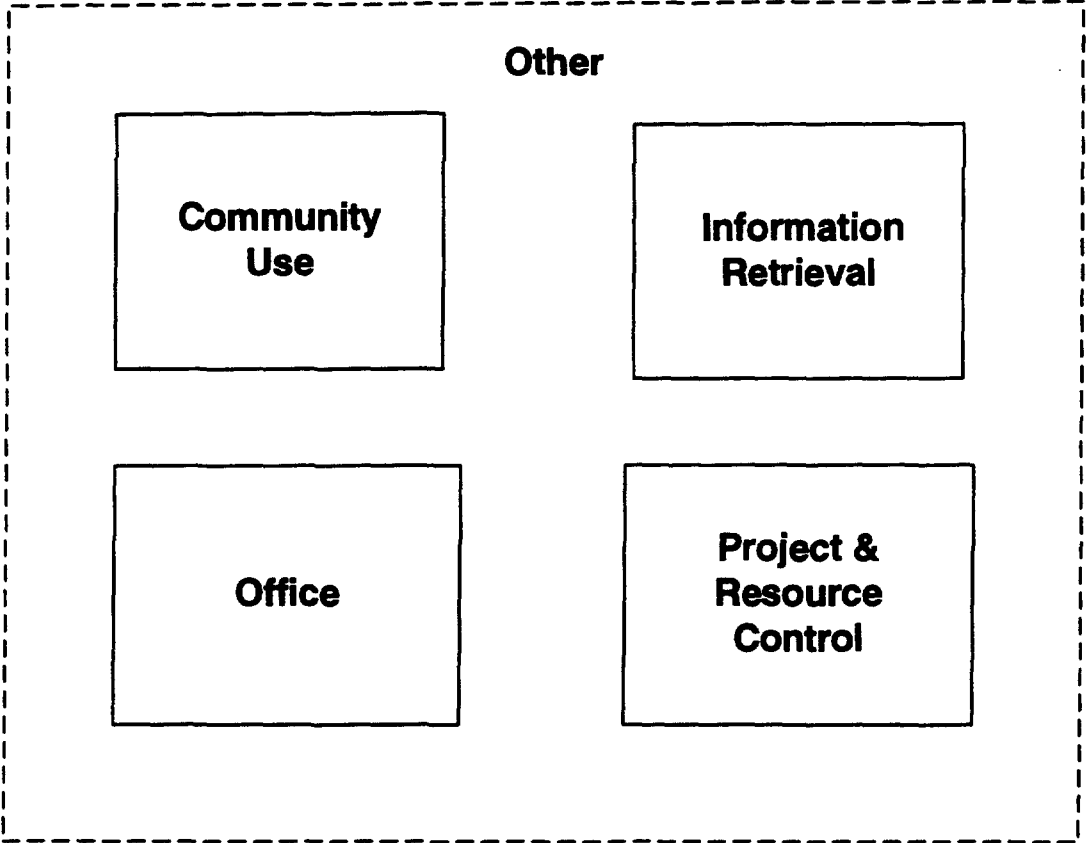 Other
Community
Use
Information
Retrieval
Office
Project &
Resource
Control